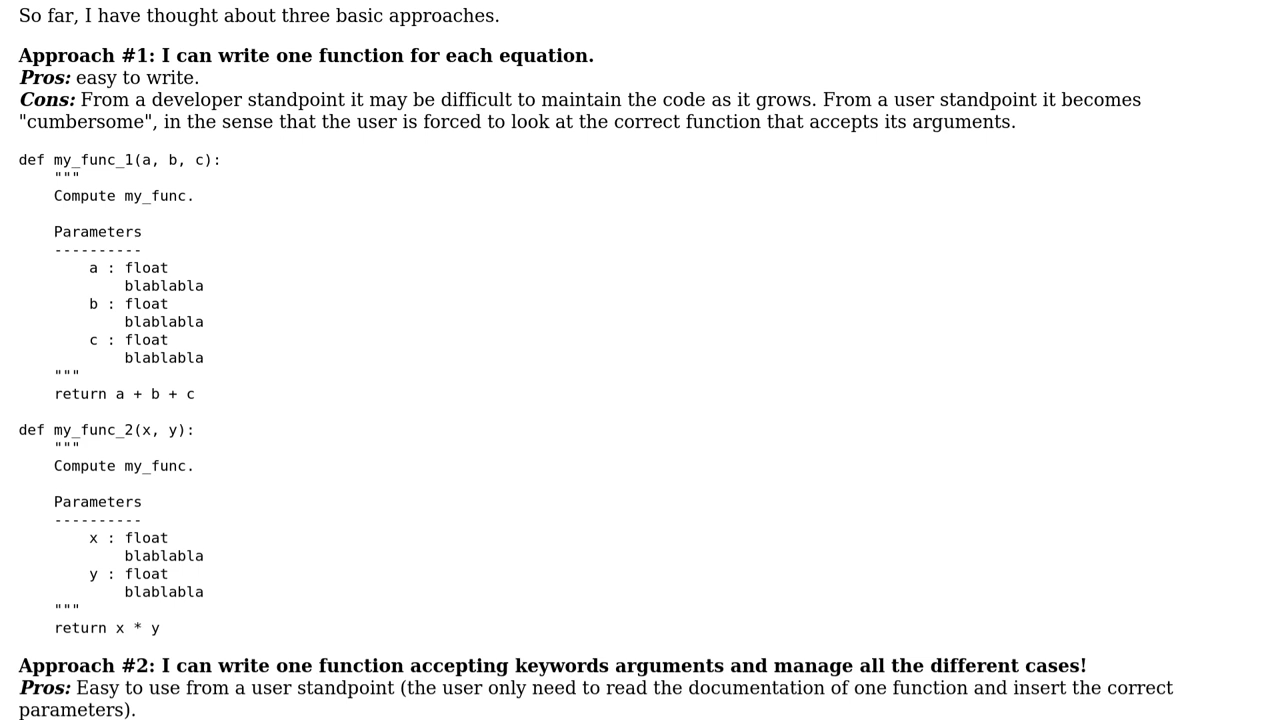 So far, I have thought about three basic approaches.
Approach #1: I can write one function for each equation.
Pros: easy to write.
Cons: From a developer standpoint it may be difficult to maintain the code as it grows. From a user standpoint it becomes
"cumbersome", in the sense that the user is forced to look at the correct function that accepts its arguments.
def my_func_1(a, b, c):
    """
    Compute my_func.

    Parameters
    ----------
        a : float
            blablabla
        b : float
            blablabla
        c : float
            blablabla
    """
    return a + b + c

def my_func_2(x, y):
    """
    Compute my_func.

    Parameters
    ----------
        x : float
            blablabla
        y : float
            blablabla
    """
    return x * y
Approach #2: I can write one function accepting keywords arguments and manage all the different cases!
Pros: Easy to use from a user standpoint (the user only need to read the documentation of one function and insert the correct
parameters).